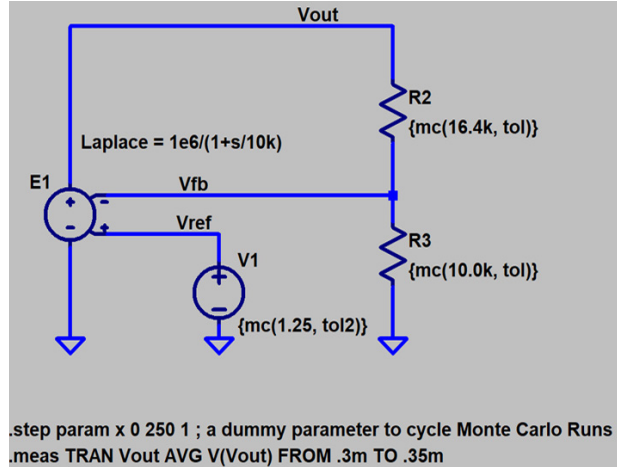 Vout
R2
{mc(16.4k, tol)}
Laplace = 1e6/(1+s/10k)
E1
Vfb
Vref
R3
{mc(10.0k, tol)}
V1
{mc(1.25, tol2)}
.step param x 0 250 1 ; a dummy parameter to cycle Monte Carlo Runs
.meas TRAN Vout AVG V(Vout) FROM .3m TO .35m